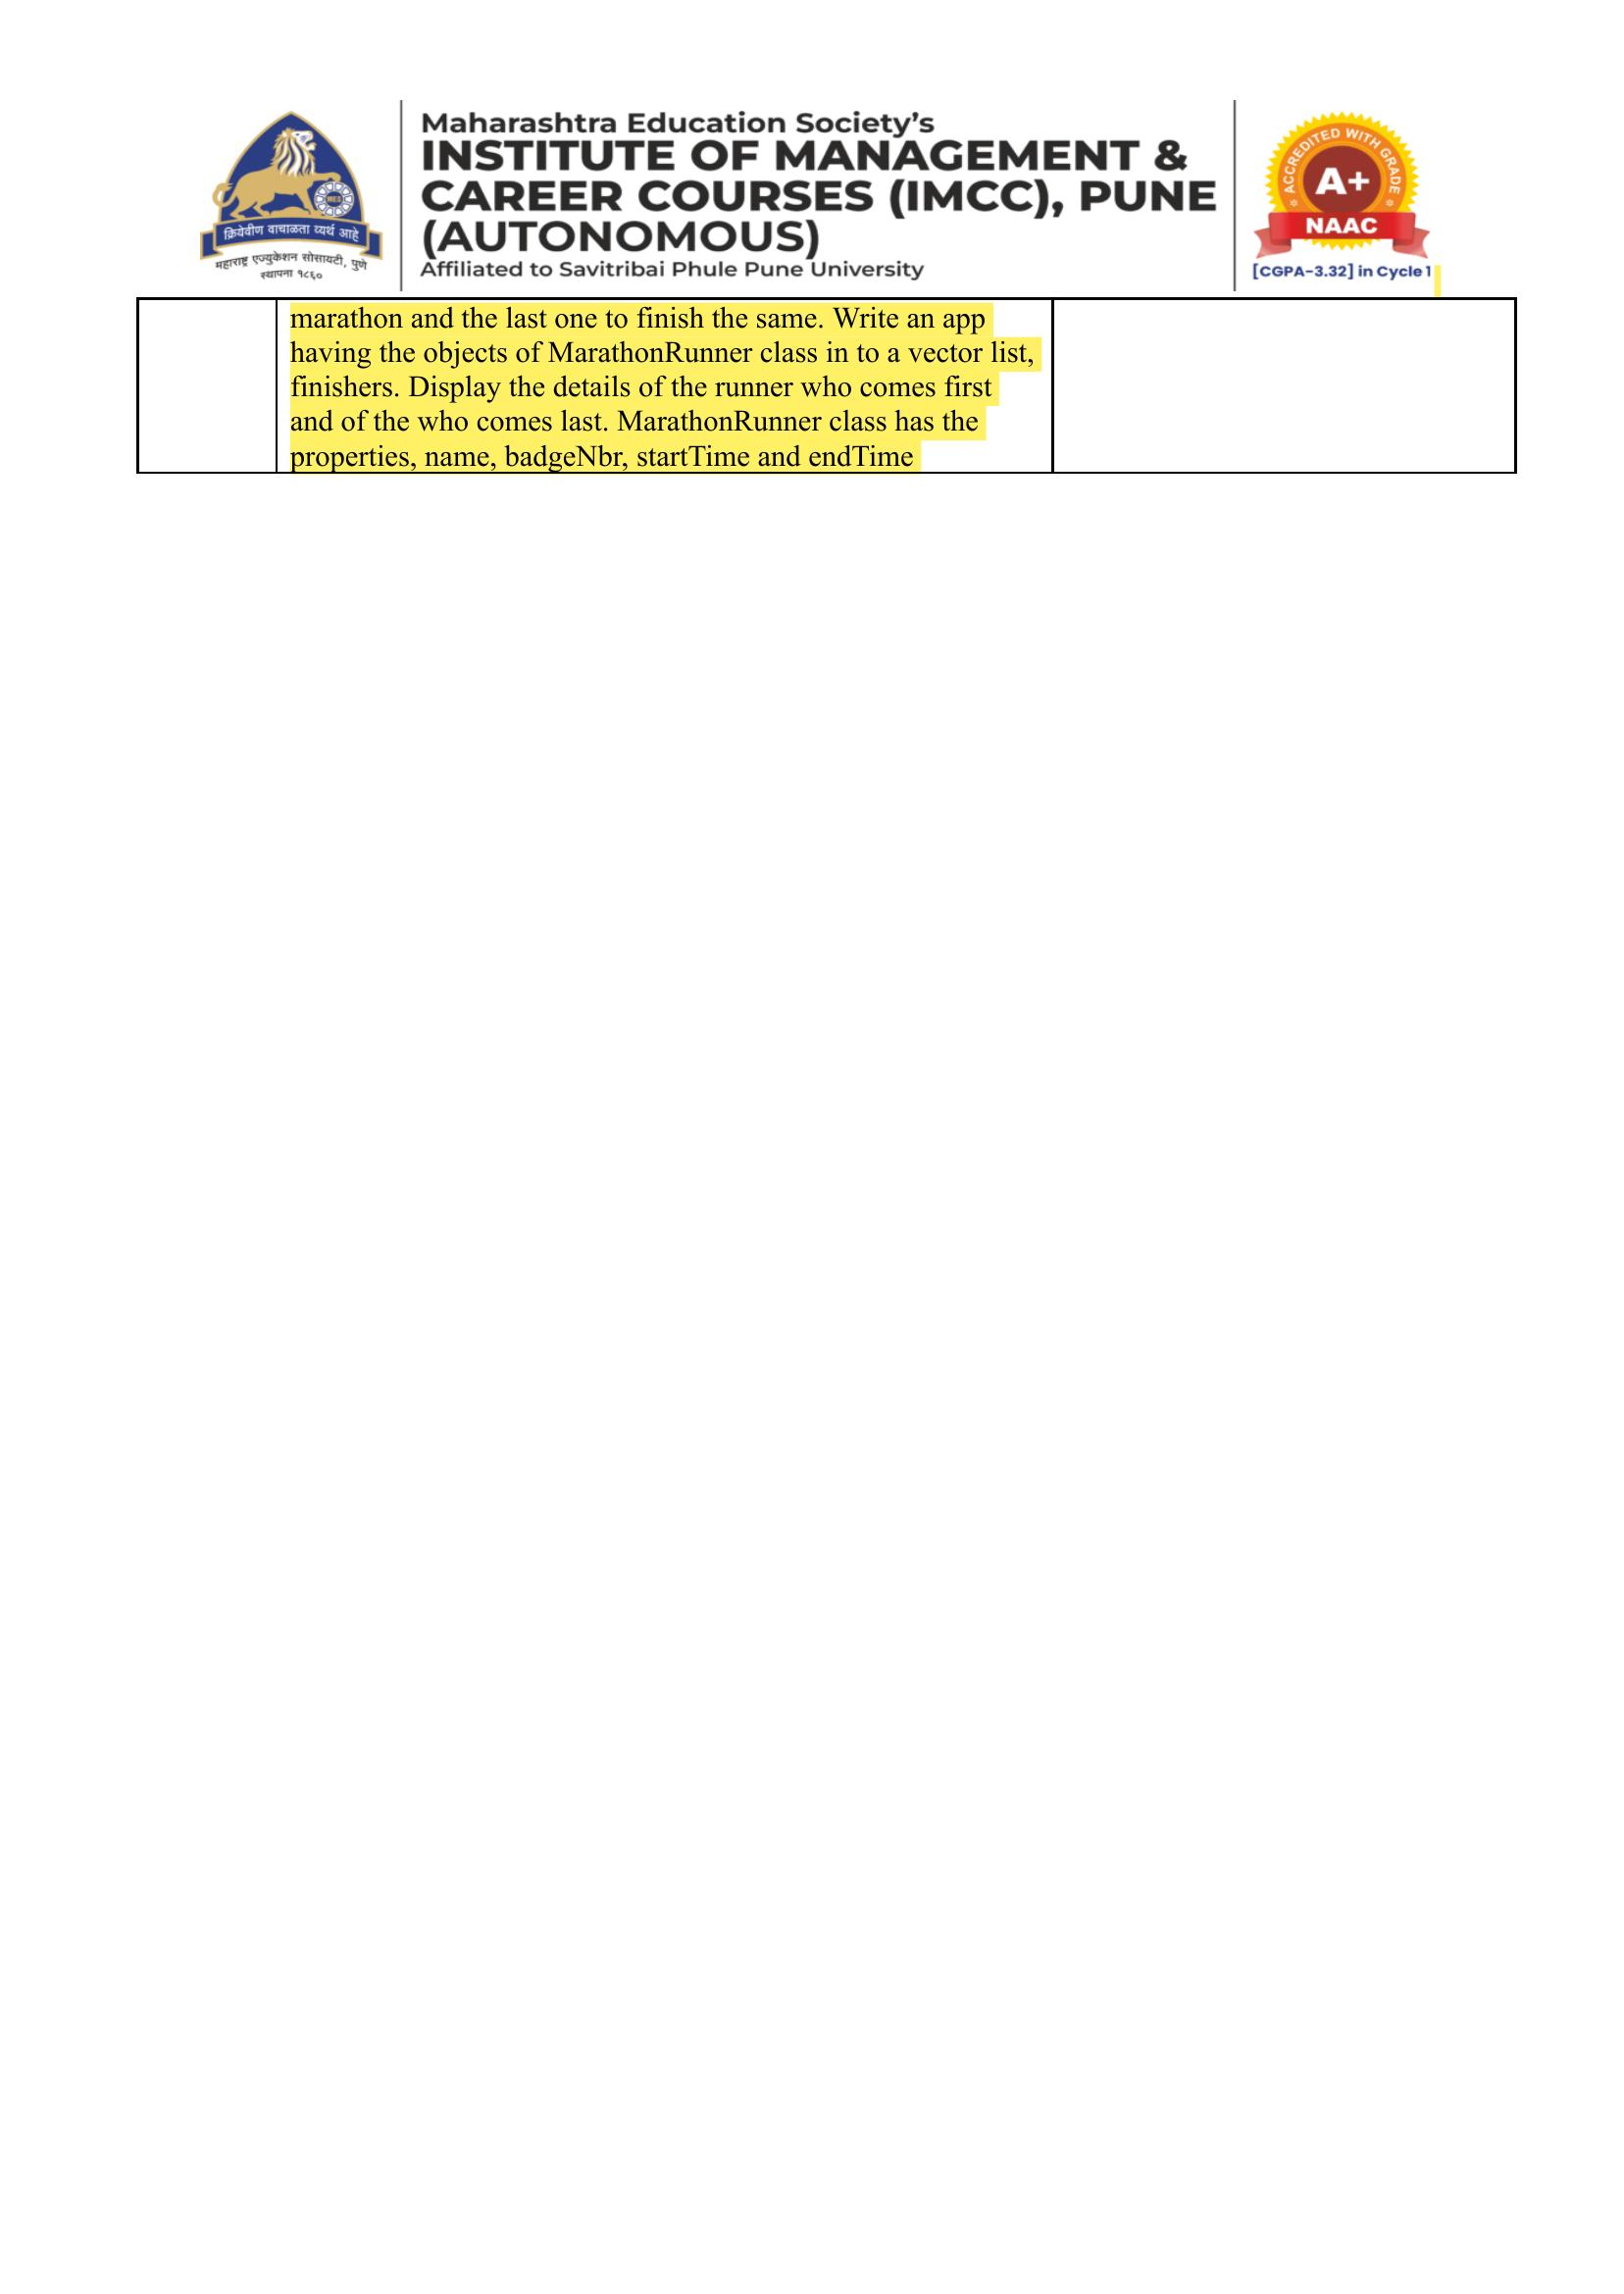 Maharashtra Education Society's
INSTITUTE OF MANAGEMENT &
CAREER COURSES (IMCC), PUNE
(AUTONOMOUS)
Affiliated to Savitribai Phule Pune University
MES
क्रियेवीण वाचाळता व्यर्थ आहे
महाराष्ट्र एज्युकेशन सोसायटी, पुणे
स्थापना १८६०
ACCREDITED WITH GRADE
A+
NAAC
[CGPA-3.32] in Cycle 1
marathon and the last one to finish the same. Write an app
having the objects of MarathonRunner class in to a vector list,
finishers. Display the details of the runner who comes first
and of the who comes last. MarathonRunner class has the
properties, name, badgeNbr, startTime and endTime